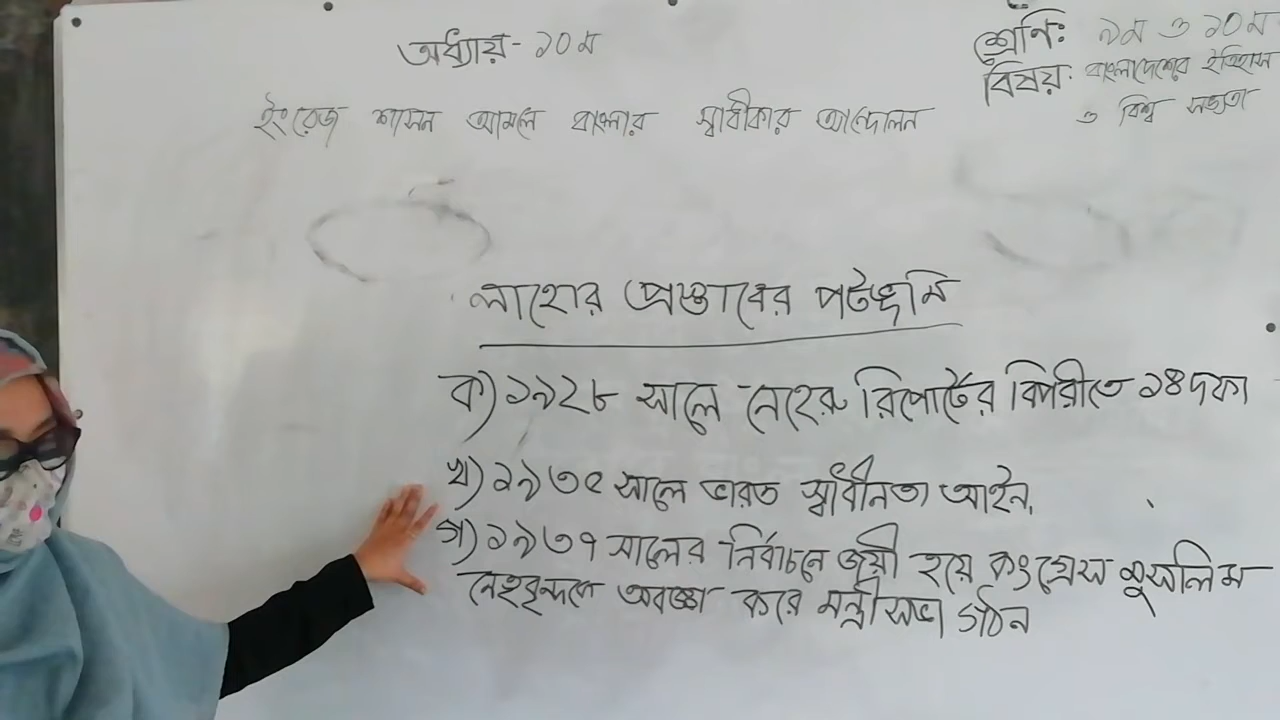 অধ্যায়- ১০ম
শ্রেনি: ৯ম ও ১০ম
বিষয়: বাংলাদেশের ইতিহাস
ও বিশ্ব সভ্যতা
ইংরেজ শাসন আমলে বাংলার স্বাধীকার আন্দোলন
লাহোর প্রস্তাবের পটভূমি
ক) ১৯২৮ সালে নেহেরু রিপোর্টের বিপরীতে ১৪ দফা
খ) ১৯৩৫ সালে ভারত স্বাধীনতা আইন.
গ) ১৯৩৭ সালের নির্বাচনে জয়ী হয়ে কংগ্রেস মুসলিম
নেতৃবৃন্দকে অবজ্ঞা করে মন্ত্রীসভা গঠন